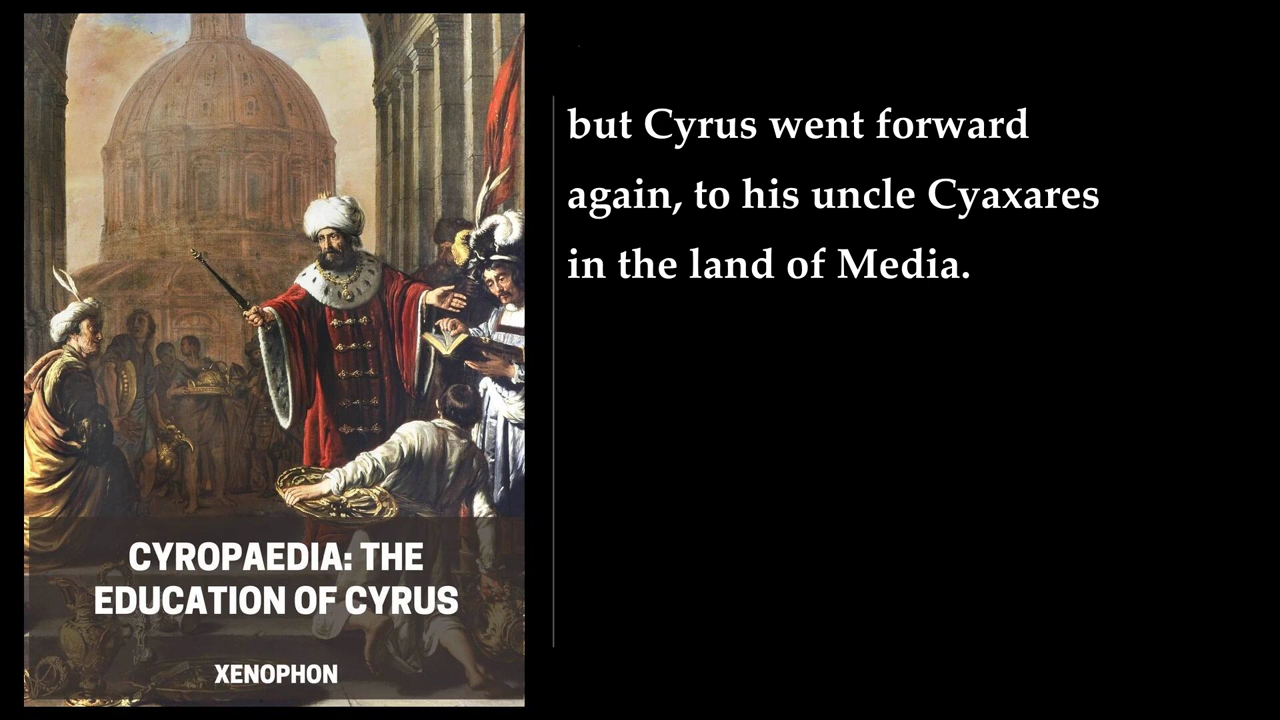 but Cyrus went forward
again, to his uncle Cyaxares
in the land of Media.
CYROPAEDIA: THE
EDUCATION OF CYRUS
XENOPHON